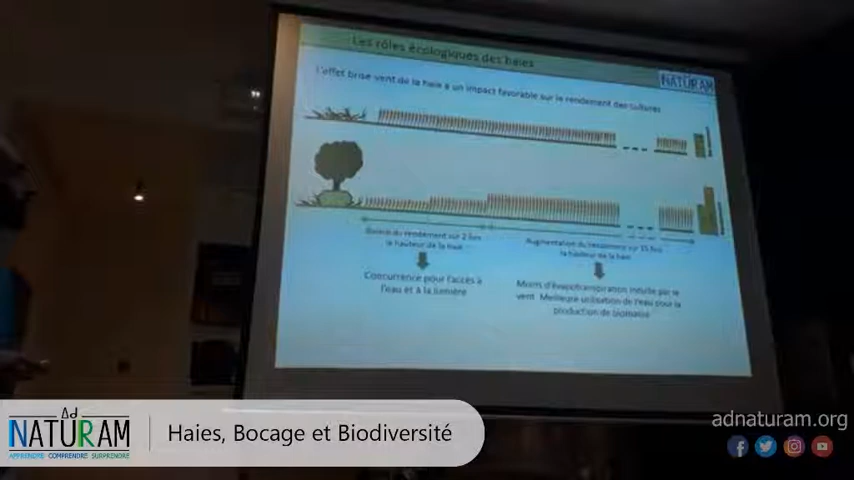 Les rôles écologiques des haies
NATURAM
L'effet brise vent de la haie a un impact favorable sur le rendement des cultures
Baisse du rendement sur 2 fois
la hauteur de la haie
Augmentation du rendement sur 15 fois
la hauteur de la haie
Concurrence pour l'accès à
l'eau et à la lumière
Moins d'évapotranspiration induite par le
vent. Meilleure utilisation de l'eau pour la
production de biomasse
Ad
NATURAM
APPRENDRE COMPRENDRE SURPRENDRE
Haies, Bocage et Biodiversité
adnaturam.org